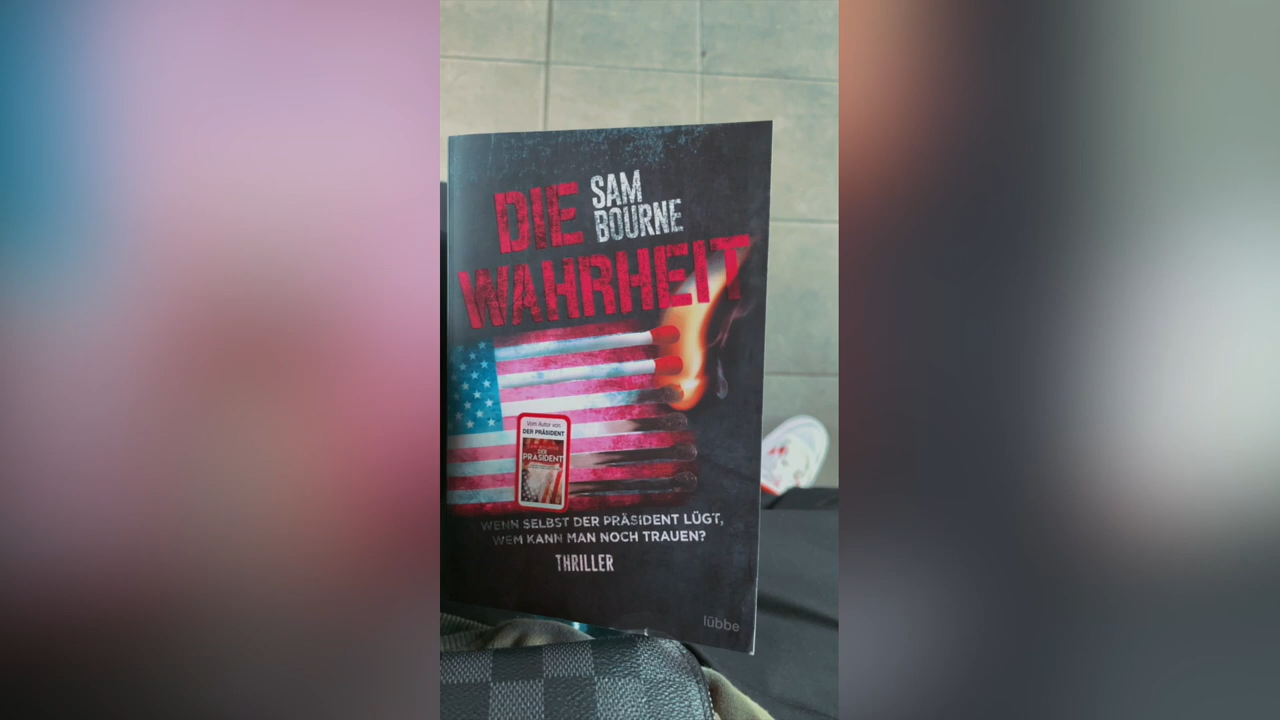 DIE
SAM
BOURNE
WAHRHEIT
Vom Autor von
DER PRÄSIDENT
DER
PRÄSIDENT
WENN SELBST DER PRÄSIDENT LÜGT,
WEM KANN MAN NOCH TRAUEN?
THRILLER
lübbe